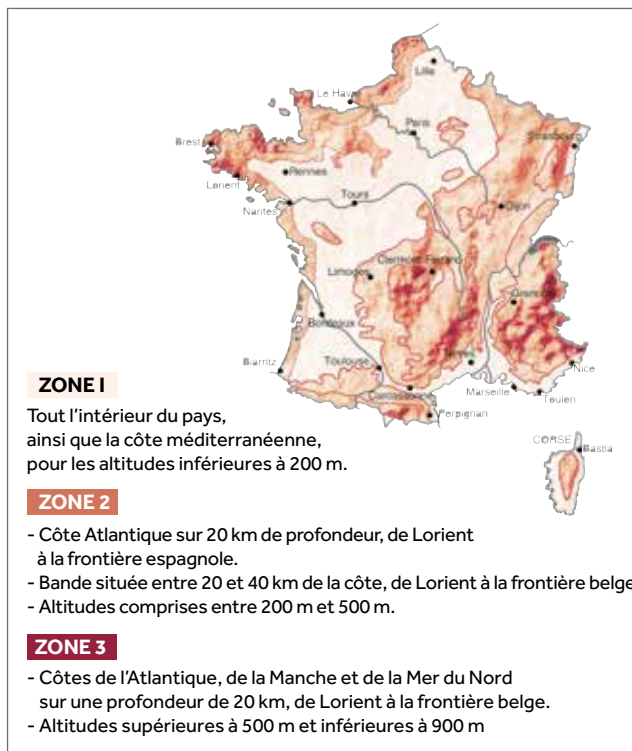 Lille
Le Havre
Paris
Strasbourg
Brest
Rennes
Lorient
Tours
Nantes
Dijon
Clermont-Ferrand
Limoges
Grenoble
Bordeaux
Toulouse
Biarritz
Nice
Marseille
Carcassonne
Perpignan
CORSE
Bastia
ZONE I
Tout l'intérieur du pays,
ainsi que la côte méditerranéenne,
pour les altitudes inférieures à 200 m.
ZONE 2
- Côte Atlantique sur 20 km de profondeur, de Lorient
à la frontière espagnole.
- Bande située entre 20 et 40 km de la côte, de Lorient à la frontière belge
- Altitudes comprises entre 200 m et 500 m.
ZONE 3
- Côtes de l'Atlantique, de la Manche et de la Mer du Nord
sur une profondeur de 20 km, de Lorient à la frontière belge.
- Altitudes supérieures à 500 m et inférieures à 900 m